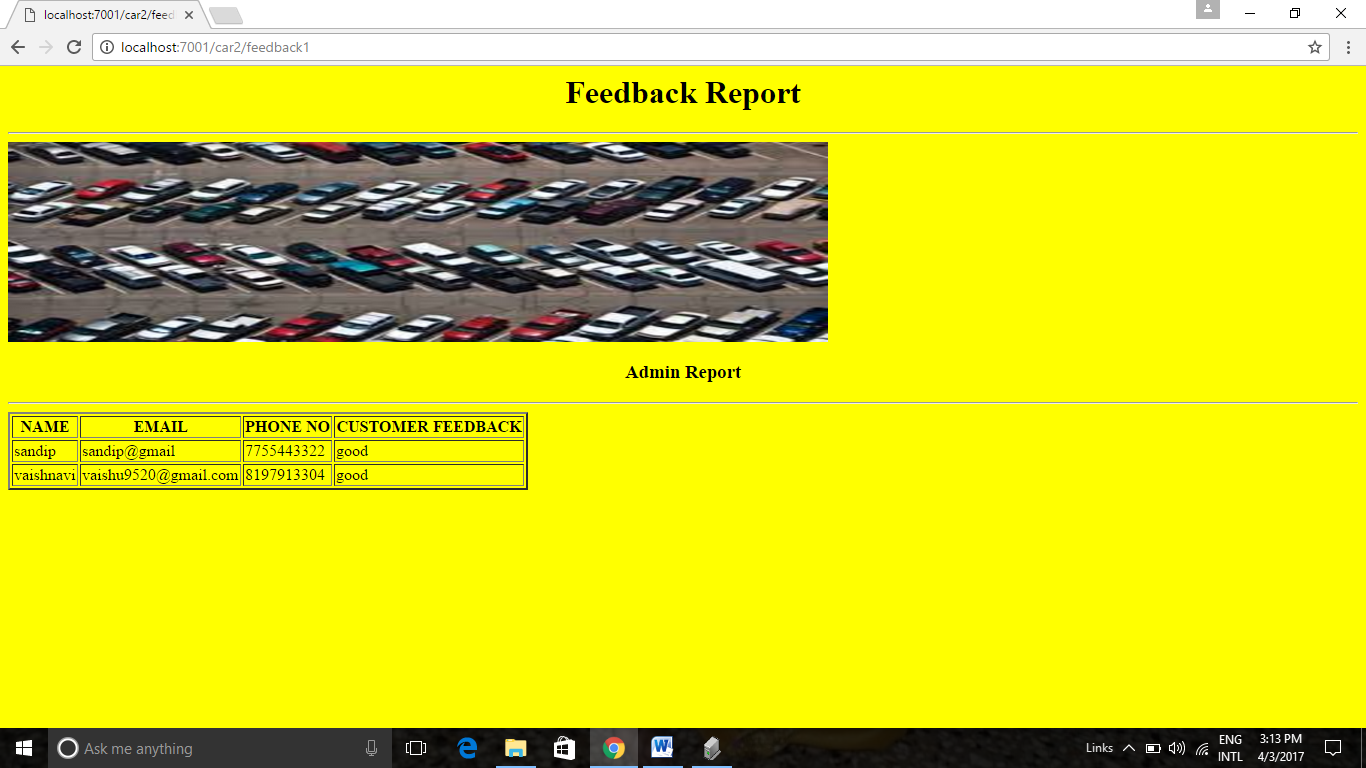 localhost:7001/car2/feed
localhost:7001/car2/feedback1
Feedback Report
Admin Report
NAME EMAIL PHONE NO CUSTOMER FEEDBACK
sandip sandip@gmail 7755443322 good
vaishnavi vaishu9520@gmail.com 8197913304 good
Ask me anything
Links
ENG
INTL
3:13 PM
4/3/2017